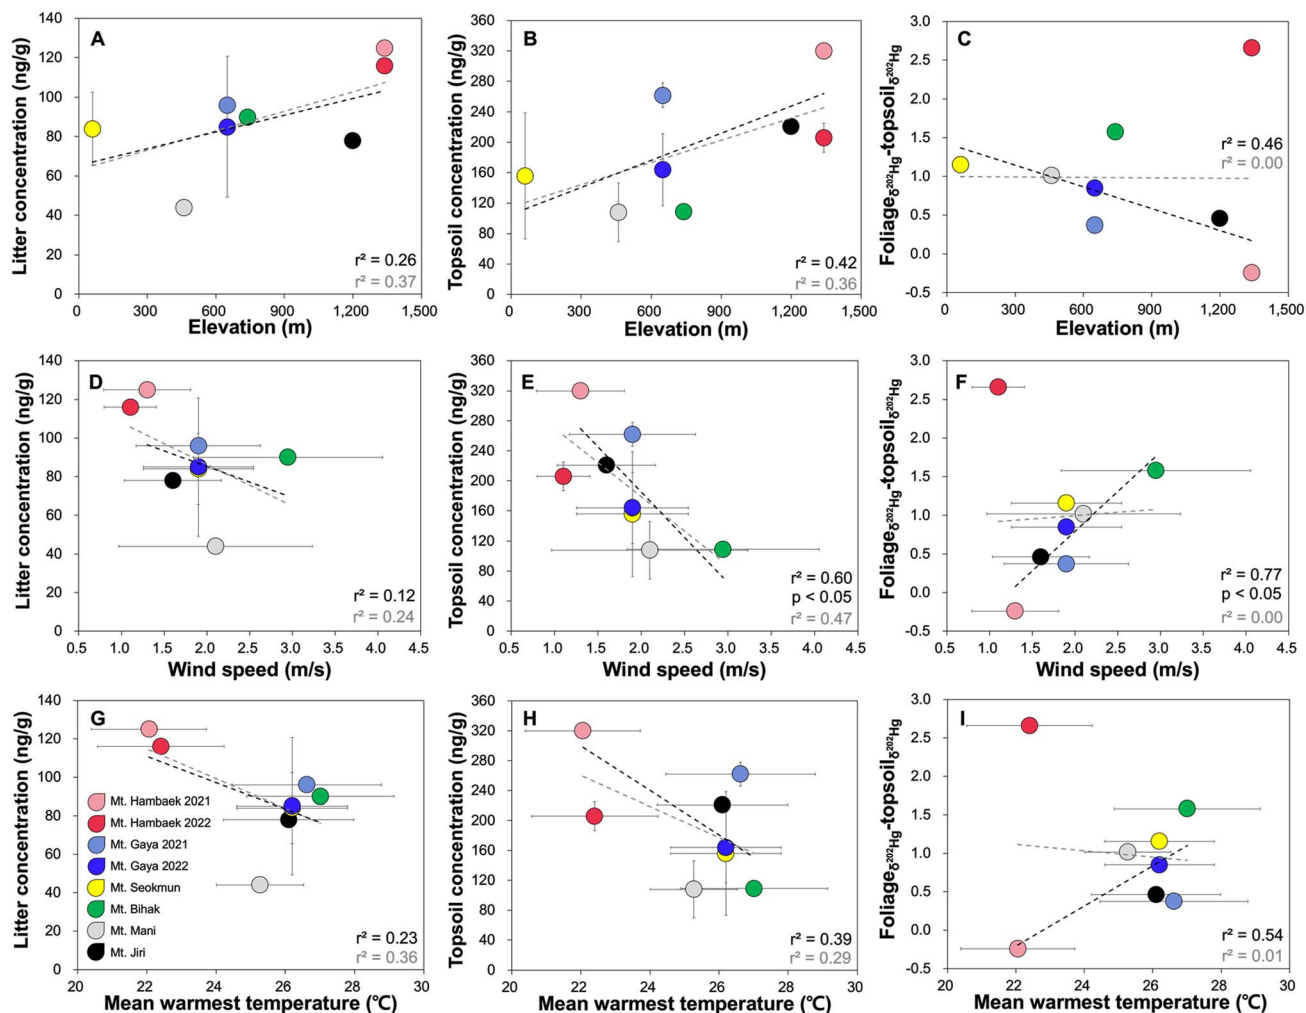 A
Litter concentration (ng/g)
140
120
100
80
60
40
20
0
0
300
600
900
1,200
1,500
r² = 0.26
r² = 0.37
Elevation (m)
B
Topsoil concentration (ng/g)
360
320
280
240
200
160
120
80
40
0
0
300
600
900
1,200
1,500
r² = 0.42
r² = 0.36
Elevation (m)
C
Foliageδ²⁰²Hg-topsoilδ²⁰²Hg
3.0
2.5
2.0
1.5
1.0
0.5
0.0
-0.5
0
300
600
900
1,200
1,500
r² = 0.46
r² = 0.00
Elevation (m)
D
Litter concentration (ng/g)
140
120
100
80
60
40
20
0
0.5
1.0
1.5
2.0
2.5
3.0
3.5
4.0
4.5
r² = 0.12
r² = 0.24
Wind speed (m/s)
E
Topsoil concentration (ng/g)
360
320
280
240
200
160
120
80
40
0
0.5
1.0
1.5
2.0
2.5
3.0
3.5
4.0
4.5
r² = 0.60
p < 0.05
r² = 0.47
Wind speed (m/s)
F
Foliageδ²⁰²Hg-topsoilδ²⁰²Hg
3.0
2.5
2.0
1.5
1.0
0.5
0.0
-0.5
0.5
1.0
1.5
2.0
2.5
3.0
3.5
4.0
4.5
r² = 0.77
p < 0.05
r² = 0.00
Wind speed (m/s)
G
Litter concentration (ng/g)
140
120
100
80
60
40
20
0
20
22
24
26
28
30
Mt. Hambaek 2021
Mt. Hambaek 2022
Mt. Gaya 2021
Mt. Gaya 2022
Mt. Seokmun
Mt. Bihak
Mt. Mani
Mt. Jiri
r² = 0.23
r² = 0.36
Mean warmest temperature (℃)
H
Topsoil concentration (ng/g)
360
320
280
240
200
160
120
80
40
0
20
22
24
26
28
30
r² = 0.39
r² = 0.29
Mean warmest temperature (℃)
I
Foliageδ²⁰²Hg-topsoilδ²⁰²Hg
3.0
2.5
2.0
1.5
1.0
0.5
0.0
-0.5
20
22
24
26
28
30
r² = 0.54
r² = 0.01
Mean warmest temperature (℃)